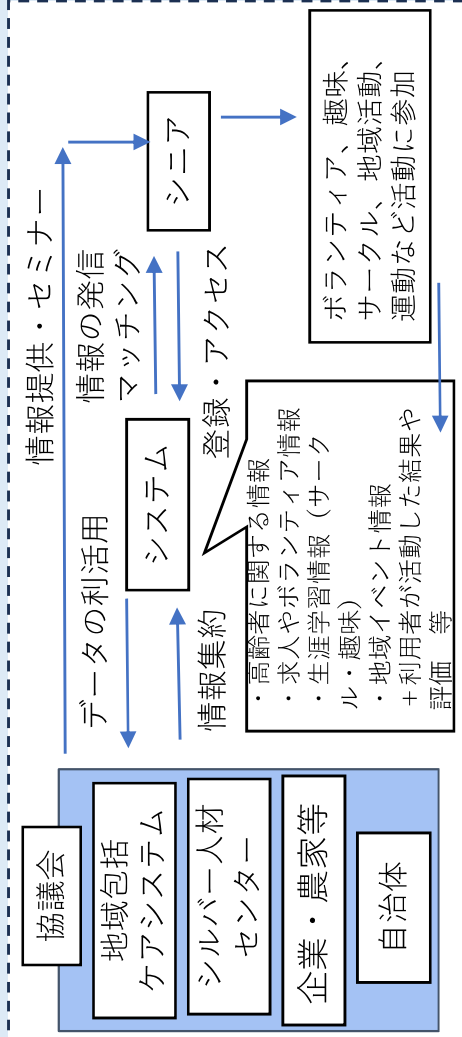 協議会
地域包括
ケアシステム
シルバー人材
センター
企業・農家等
自治体
情報提供・セミナー
データの利活用
情報集約
システム
情報の発信
マッチング
登録・アクセス
シニア
・高齢者に関する情報
・求人やボランティア情報
・生涯学習情報（サーク
ル・趣味）
・地域イベント情報
＋利用者が活動した結果や
評価　等
ボランティア、趣味、
サークル、地域活動、
運動など活動に参加